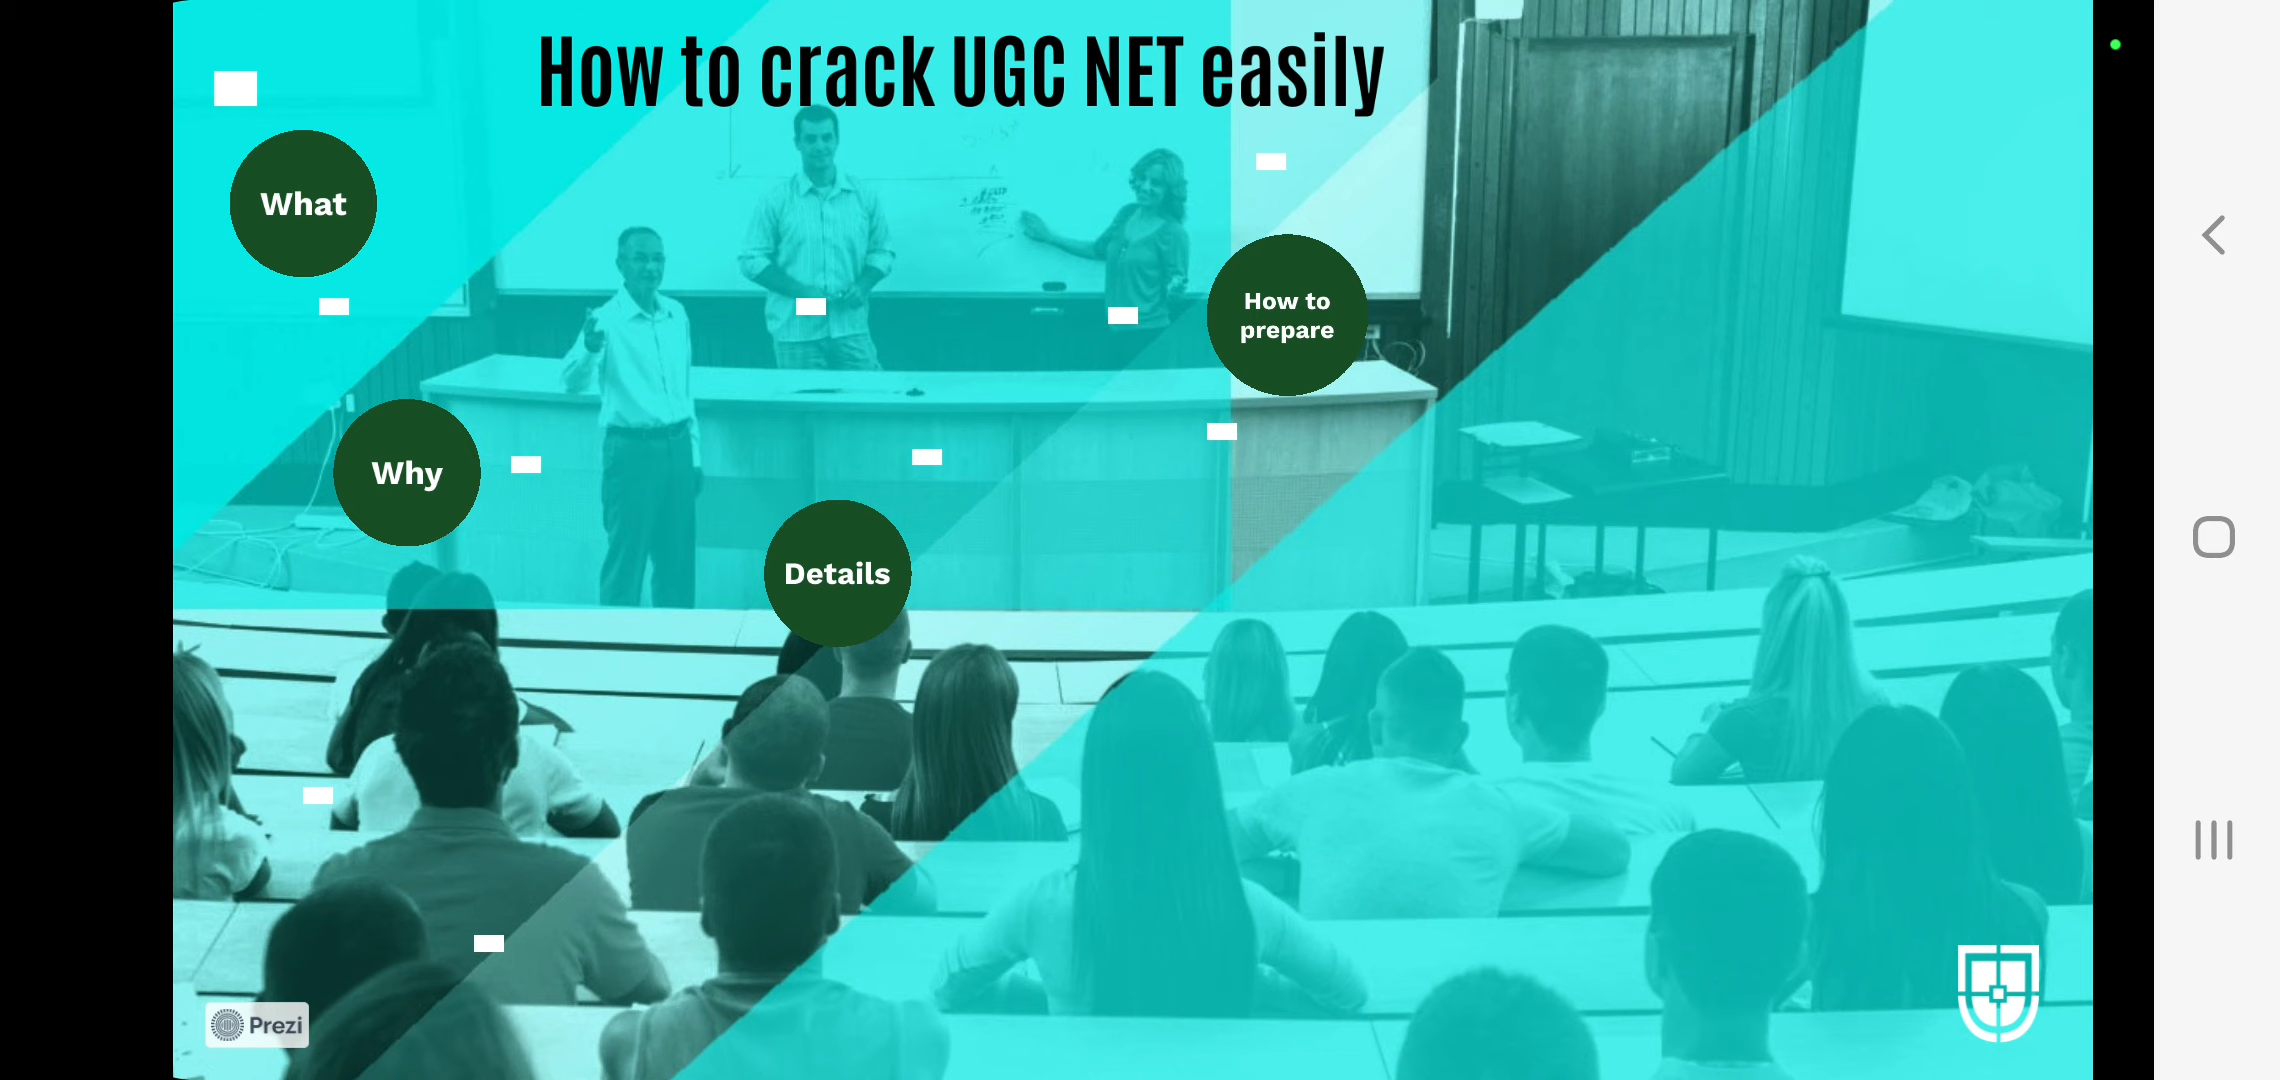 How to crack UGC NET easily
What
How to
prepare
Why
Details
Prezi